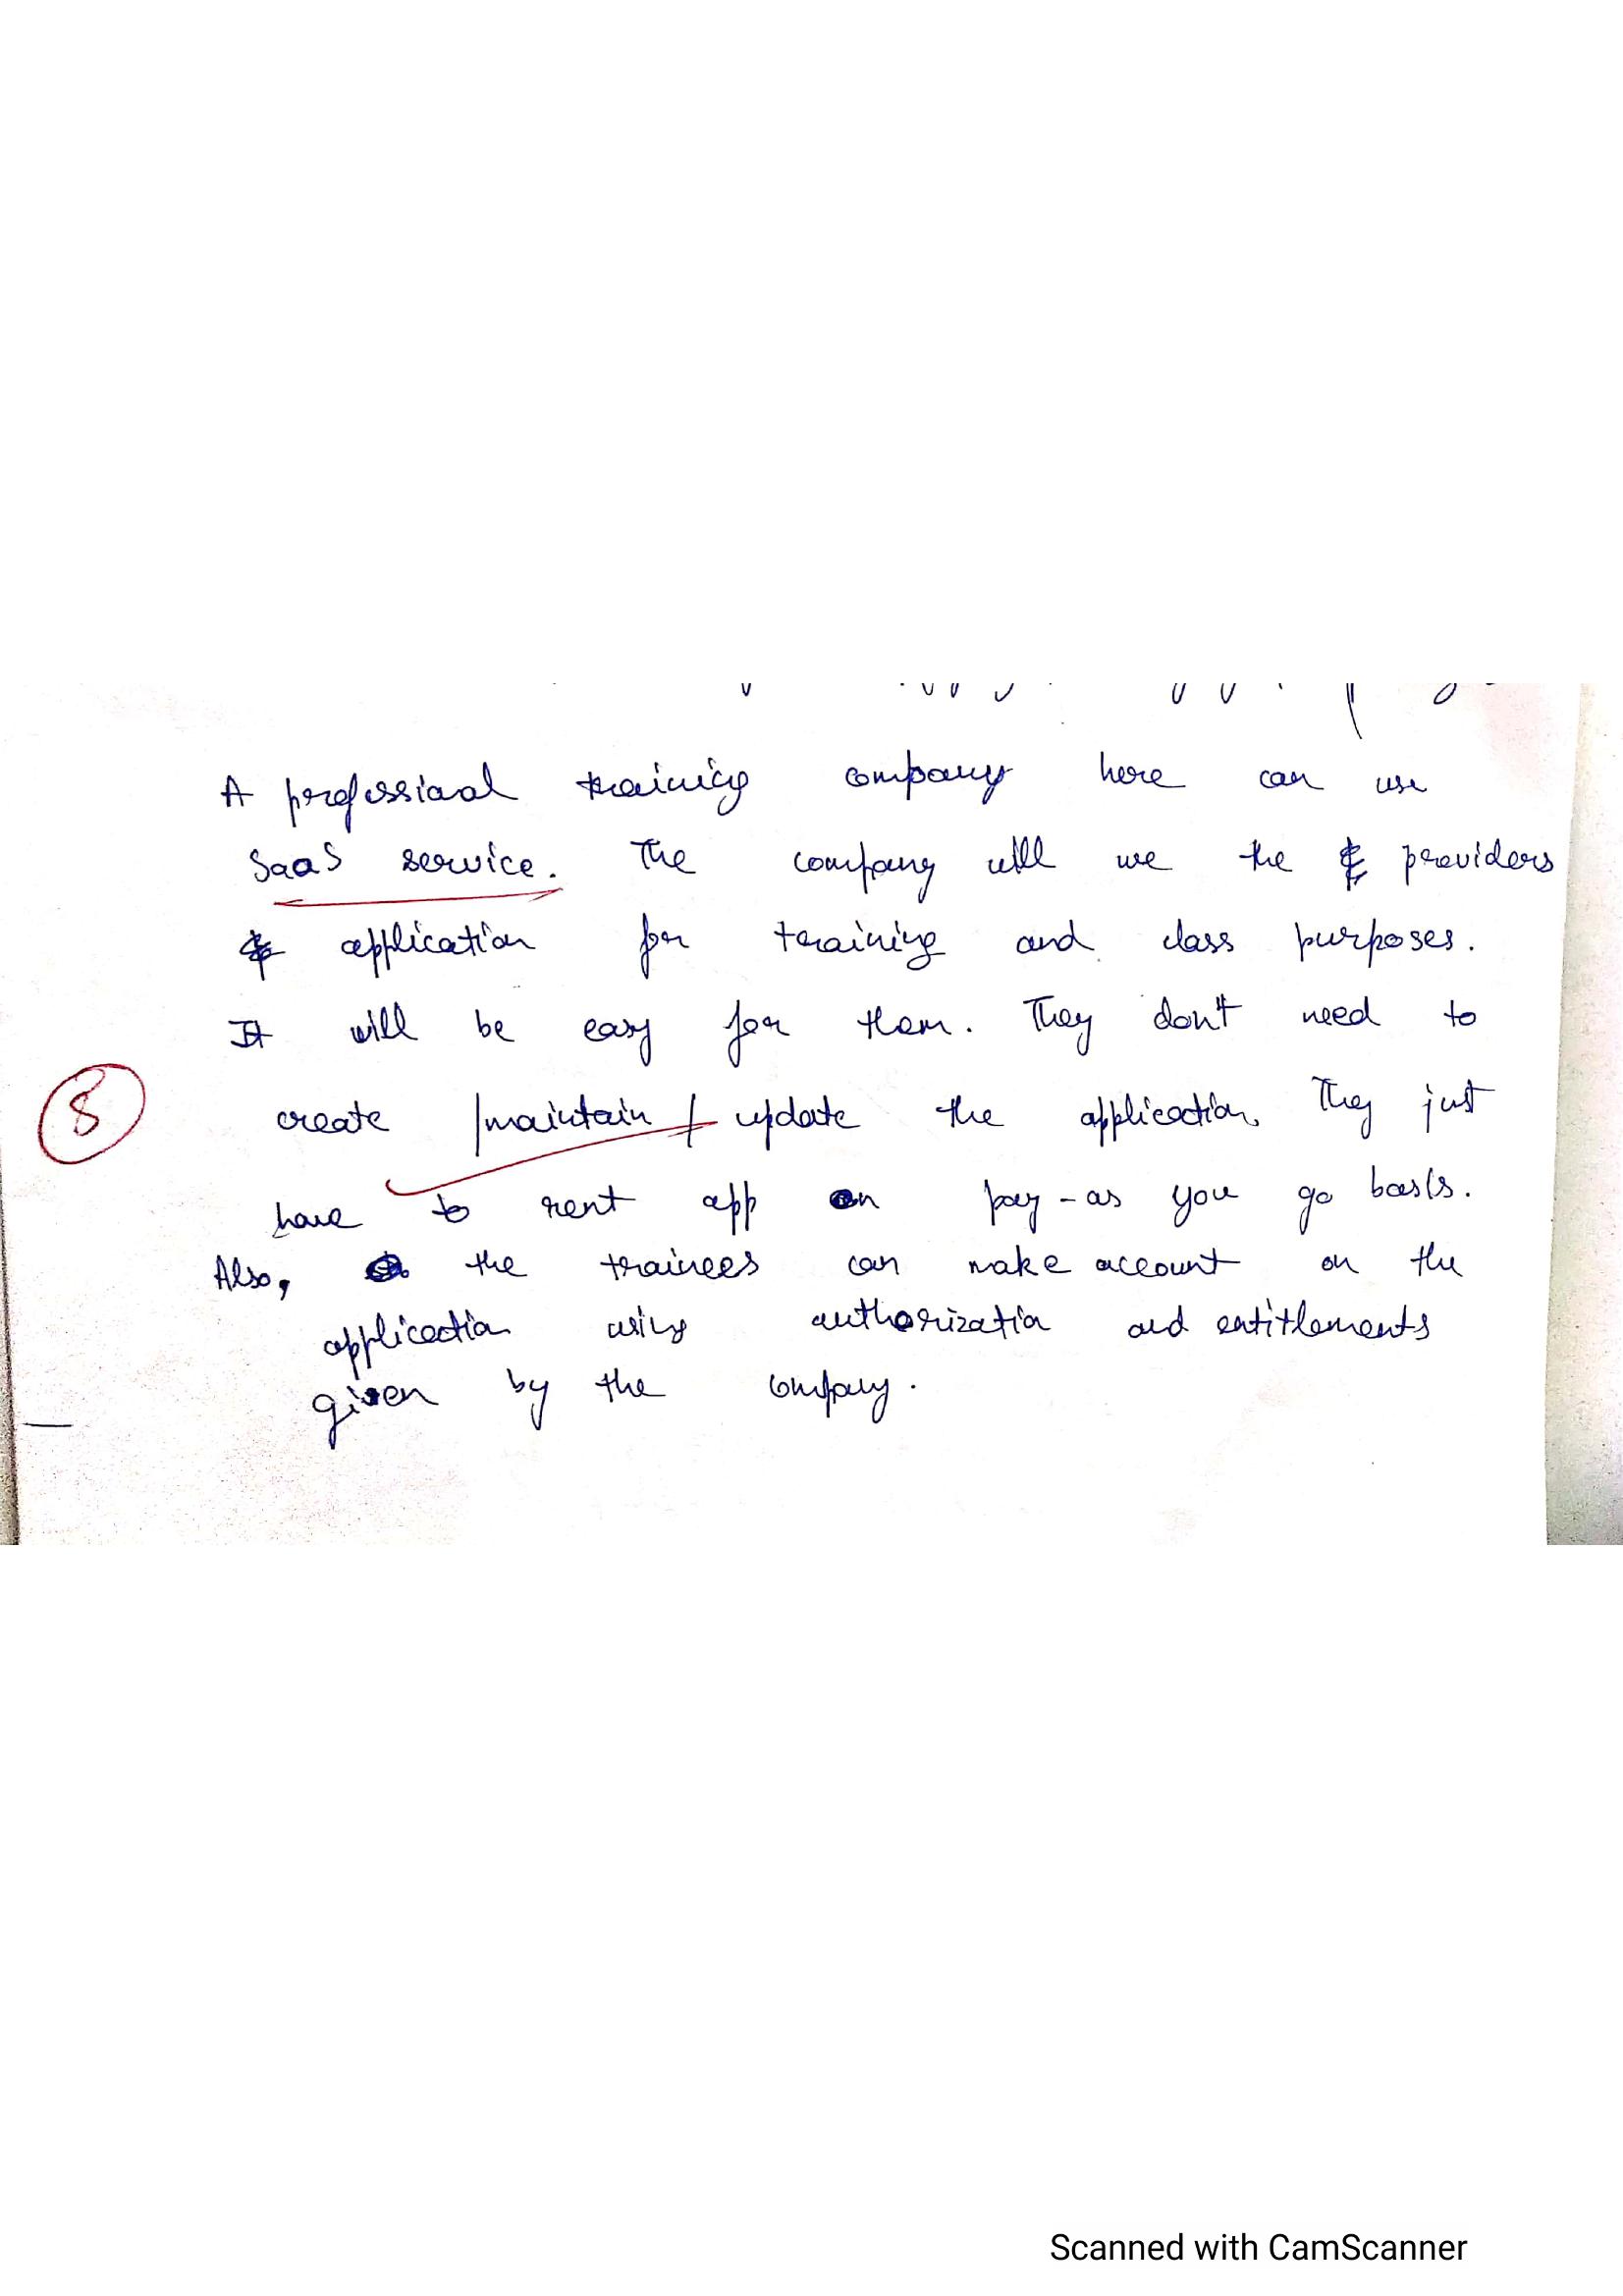 A professional training company here can use
SaaS service. The company will use the providers
application for training and class purposes.
It will be easy for them. They don't need to
create / maintain / update the application. They just
8
have to rent app on pay-as you go basis.
Also, the trainees can make account on the
application using authorization and entitlements
given by the company.
Scanned with CamScanner